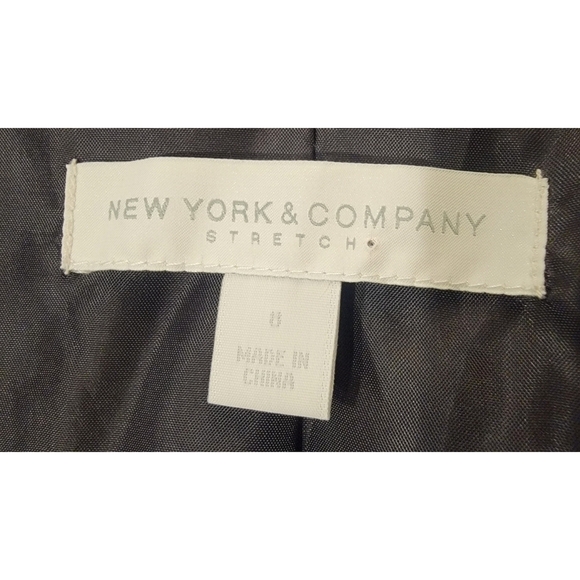 NEW YORK & COMPANY
STRETCH
8
MADE IN
CHINA